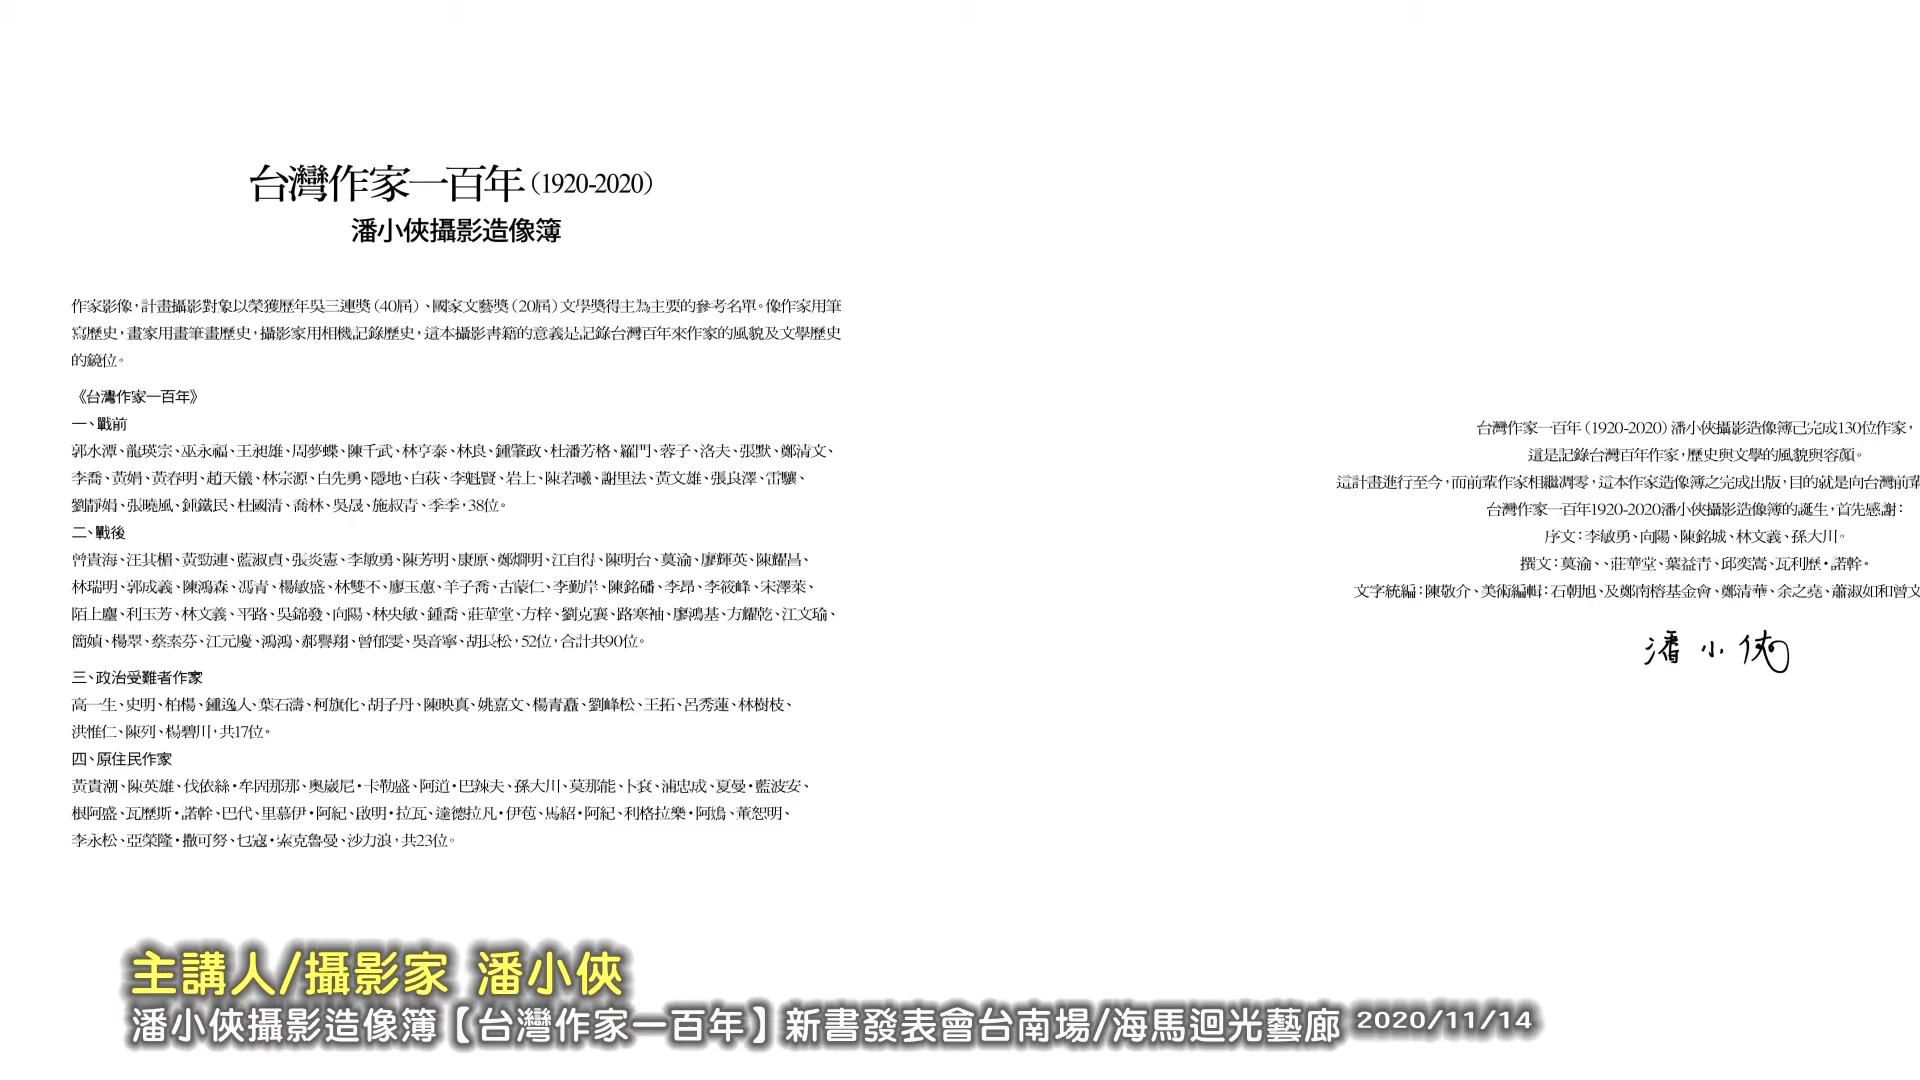 台灣作家一百年(1920-2020)
潘小俠攝影造像簿
作家影像，計畫攝影對象以榮獲歷年吳三連獎(40屆)、國家文藝獎(20屆)文學獎得主為主要的參考名單。像作家用筆
寫歷史，畫家用畫筆畫歷史，攝影家用相機記錄歷史，這本攝影書籍的意義是記錄台灣百年來作家的風貌及文學歷史
的鏡位。
《台灣作家一百年》
一、戰前
郭水潭、龍瑛宗、巫永福、王昶雄、周夢蝶、陳千武、林亨泰、林良、鍾肇政、杜潘芳格、羅門、蓉子、洛夫、張默、鄭清文、
李喬、黃娟、黃春明、趙天儀、林宗源、白先勇、隱地、白萩、李魁賢、岩上、陳若曦、謝里法、黃文雄、張良澤、雷驤、
劉靜娟、張曉風、鍾鐵民、杜國清、喬林、吳晟、施叔青、季季，38位。
二、戰後
曾貴海、汪其楣、黃勁連、藍淑貞、張炎憲、李敏勇、陳芳明、康原、鄭烱明、江自得、陳明台、莫渝、廖輝英、陳耀昌、
林瑞明、郭成義、陳鴻森、馮青、楊敏盛、林雙不、廖玉蕙、羊子喬、古蒙仁、李勤岸、陳銘磻、李昂、李筱峰、宋澤萊、
陌上塵、利玉芳、林文義、平路、吳錦發、向陽、林央敏、鍾喬、莊華堂、方梓、劉克襄、路寒袖、廖鴻基、方耀乾、江文瑜、
簡媜、楊翠、蔡素芬、江元慶、鴻鴻、郝譽翔、曾郁雯、吳音寧、胡長松，52位，合計共90位。
三、政治受難者作家
高一生、史明、柏楊、鍾逸人、葉石濤、柯旗化、胡子丹、陳映真、姚嘉文、楊青矗、劉峰松、王拓、呂秀蓮、林樹枝、
洪惟仁、陳列、楊碧川，共17位。
四、原住民作家
黃貴潮、陳英雄、伐依絲・牟固那那、奧崴尼・卡勒盛、阿道・巴辣夫、孫大川、莫那能、卜袞、浦忠成、夏曼・藍波安、
根阿盛、瓦歷斯・諾幹、巴代、里慕伊・阿紀、啟明・拉瓦、達德拉凡・伊苞、馬紹・阿紀、利格拉樂・阿𡠄、董恕明、
李永松、亞榮隆・撒可努、乜寇・索克魯曼、沙力浪，共23位。
台灣作家一百年(1920-2020)潘小俠攝影造像簿已完成130位作家，
這是記錄台灣百年作家，歷史與文學的風貌與容顏。
這計畫進行至今，而前輩作家相繼凋零，這本作家造像簿之完成出版，目的就是向台灣前輩
台灣作家一百年1920-2020潘小俠攝影造像簿的誕生，首先感謝：
序文：李敏勇、向陽、陳銘城、林文義、孫大川。
撰文：莫渝、、莊華堂、葉益青、邱奕嵩、瓦利歷・諾幹。
文字統編：陳敬介、美術編輯：石朝旭、及鄭南榕基金會、鄭清華、余之堯、蕭淑如和曾文
潘小俠
主講人/攝影家 潘小俠
潘小俠攝影造像簿【台灣作家一百年】新書發表會台南場/海馬迴光藝廊 2020/11/14